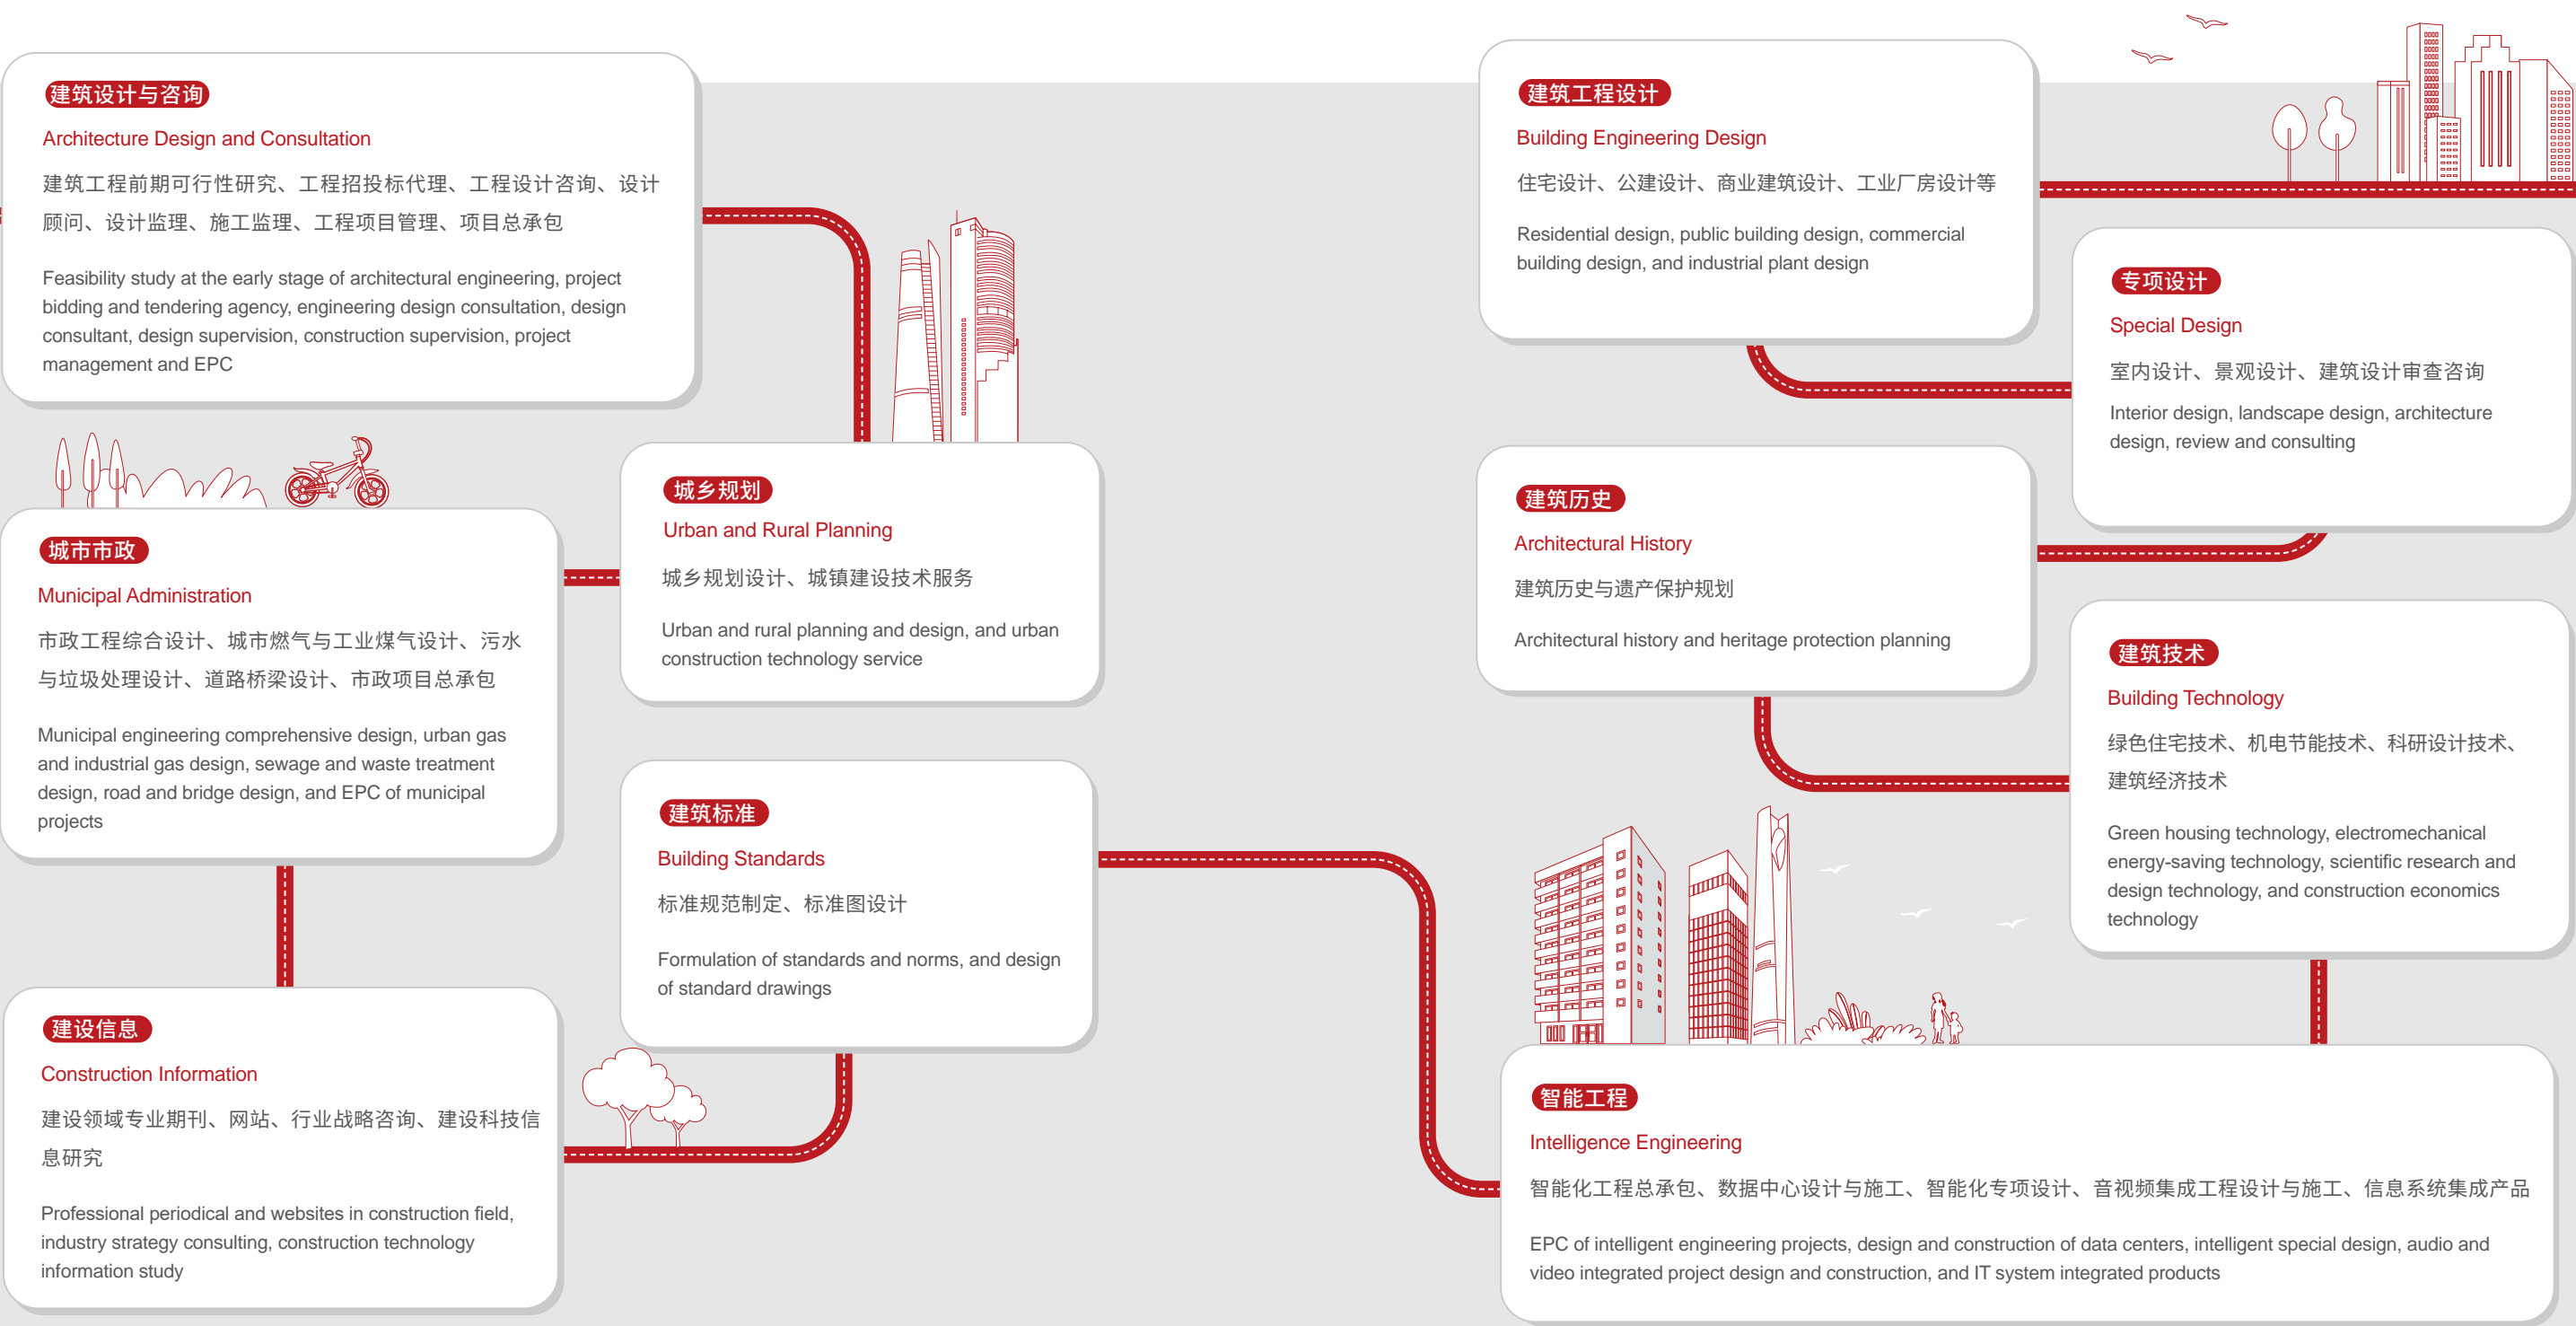 建筑设计与咨询
Architecture Design and Consultation
建筑工程前期可行性研究、工程招投标代理、工程设计咨询、设计
顾问、设计监理、施工监理、工程项目管理、项目总承包
Feasibility study at the early stage of architectural engineering, project
bidding and tendering agency, engineering design consultation, design
consultant, design supervision, construction supervision, project
management and EPC
城乡规划
Urban and Rural Planning
城乡规划设计、城镇建设技术服务
Urban and rural planning and design, and urban
construction technology service
城市市政
Municipal Administration
市政工程综合设计、城市燃气与工业煤气设计、污水
与垃圾处理设计、道路桥梁设计、市政项目总承包
Municipal engineering comprehensive design, urban gas
and industrial gas design, sewage and waste treatment
design, road and bridge design, and EPC of municipal
projects
建筑标准
Building Standards
标准规范制定、标准图设计
Formulation of standards and norms, and design
of standard drawings
建设信息
Construction Information
建设领域专业期刊、网站、行业战略咨询、建设科技信
息研究
Professional periodical and websites in construction field,
industry strategy consulting, construction technology
information study
建筑工程设计
Building Engineering Design
住宅设计、公建设计、商业建筑设计、工业厂房设计等
Residential design, public building design, commercial
building design, and industrial plant design
专项设计
Special Design
室内设计、景观设计、建筑设计审查咨询
Interior design, landscape design, architecture
design, review and consulting
建筑历史
Architectural History
建筑历史与遗产保护规划
Architectural history and heritage protection planning
建筑技术
Building Technology
绿色住宅技术、机电节能技术、科研设计技术、
建筑经济技术
Green housing technology, electromechanical
energy-saving technology, scientific research and
design technology, and construction economics
technology
智能工程
Intelligence Engineering
智能化工程总承包、数据中心设计与施工、智能化专项设计、音视频集成工程设计与施工、信息系统集成产品
EPC of intelligent engineering projects, design and construction of data centers, intelligent special design, audio and
video integrated project design and construction, and IT system integrated products